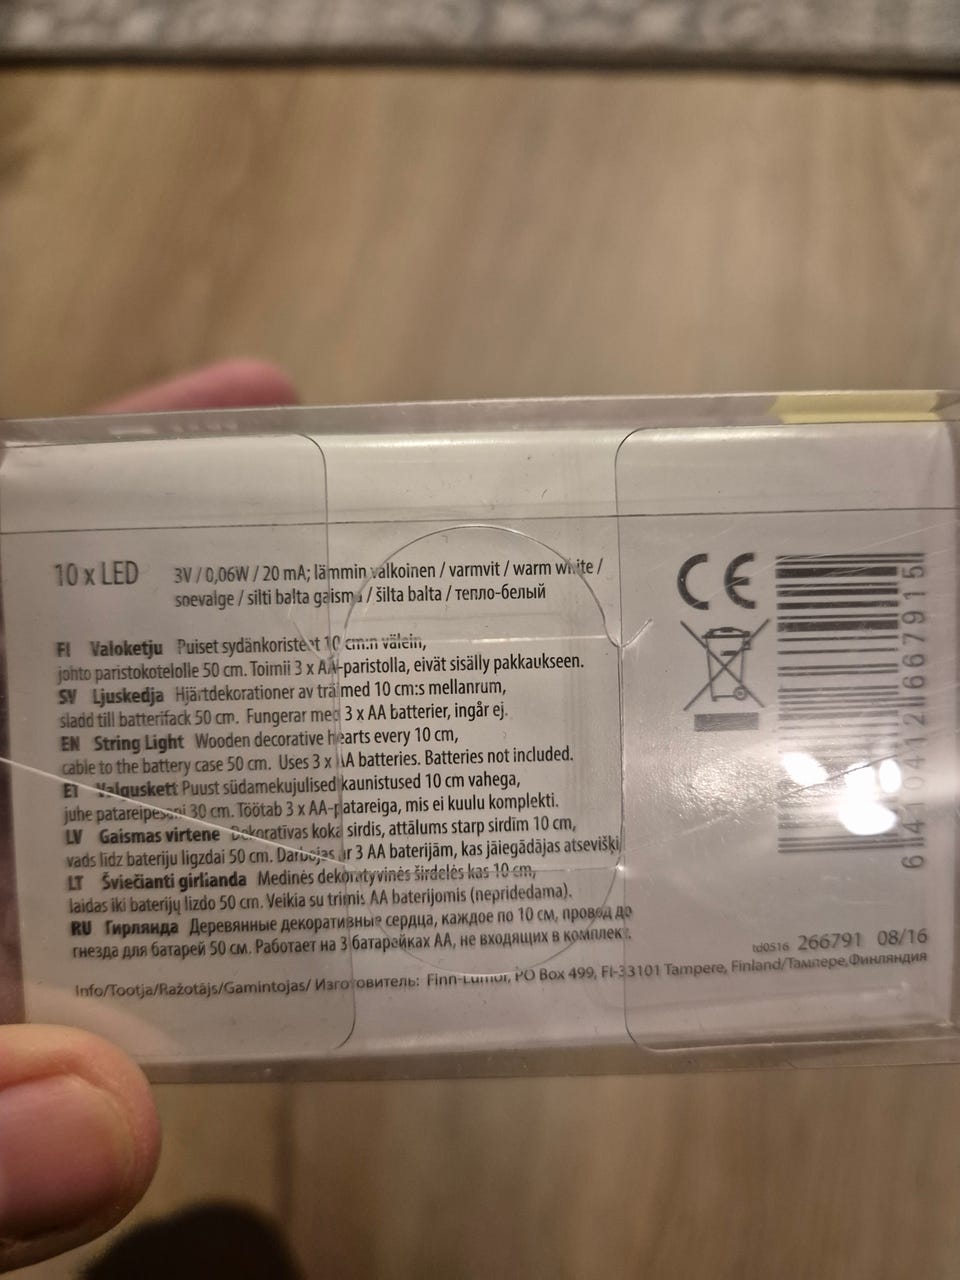 10 x LED
3V / 0,06W / 20 mA; lämmin valkoinen / varmvit / warm white /
soevalge / silti balta gaisma / šilta balta / тепло-белый
FI Valoketju Puiset sydänkoristeet 10 cm:n välein,
johto paristokotelolle 50 cm. Toimii 3 x AA-paristolla, eivät sisälly pakkaukseen.
SV Ljuskedja Hjärtdekorationer av trä med 10 cm:s mellanrum,
sladd till batterifack 50 cm. Fungerar med 3 x AA batterier, ingår ej.
EN String Light Wooden decorative hearts every 10 cm,
cable to the battery case 50 cm. Uses 3 x AA batteries. Batteries not included.
ET Valguskett Puust südamekujulised kaunistused 10 cm vahega,
juhe patareipesani 30 cm. Töötab 3 x AA-patareiga, mis ei kuulu komplekti.
LV Gaismas virtene Dekoratīvas koka sirdis, attālums starp sirdīm 10 cm,
vads līdz bateriju ligzdai 50 cm. Darbojas ar 3 AA baterijām, kas jāiegādājas atsevišķi
LT Šviečianti girlianda Medinės dekoratyvinės širdelės kas 10 cm,
laidas iki baterijų lizdo 50 cm. Veikia su trimis AA baterijomis (nepridedama).
RU Гирлянда Деревянные декоративные сердца, каждое по 10 см, провод до
гнезда для батарей 50 см. Работает на 3 батарейках АА, не входящих в комплект.
Info/Tootja/Ražotājs/Gamintojas/ Изготовитель: Finn-Lumor, PO Box 499, FI-33101 Tampere, Finland/Тампере,Финляндия
CE
6 414104 126679 15
td0516 266791 08/16